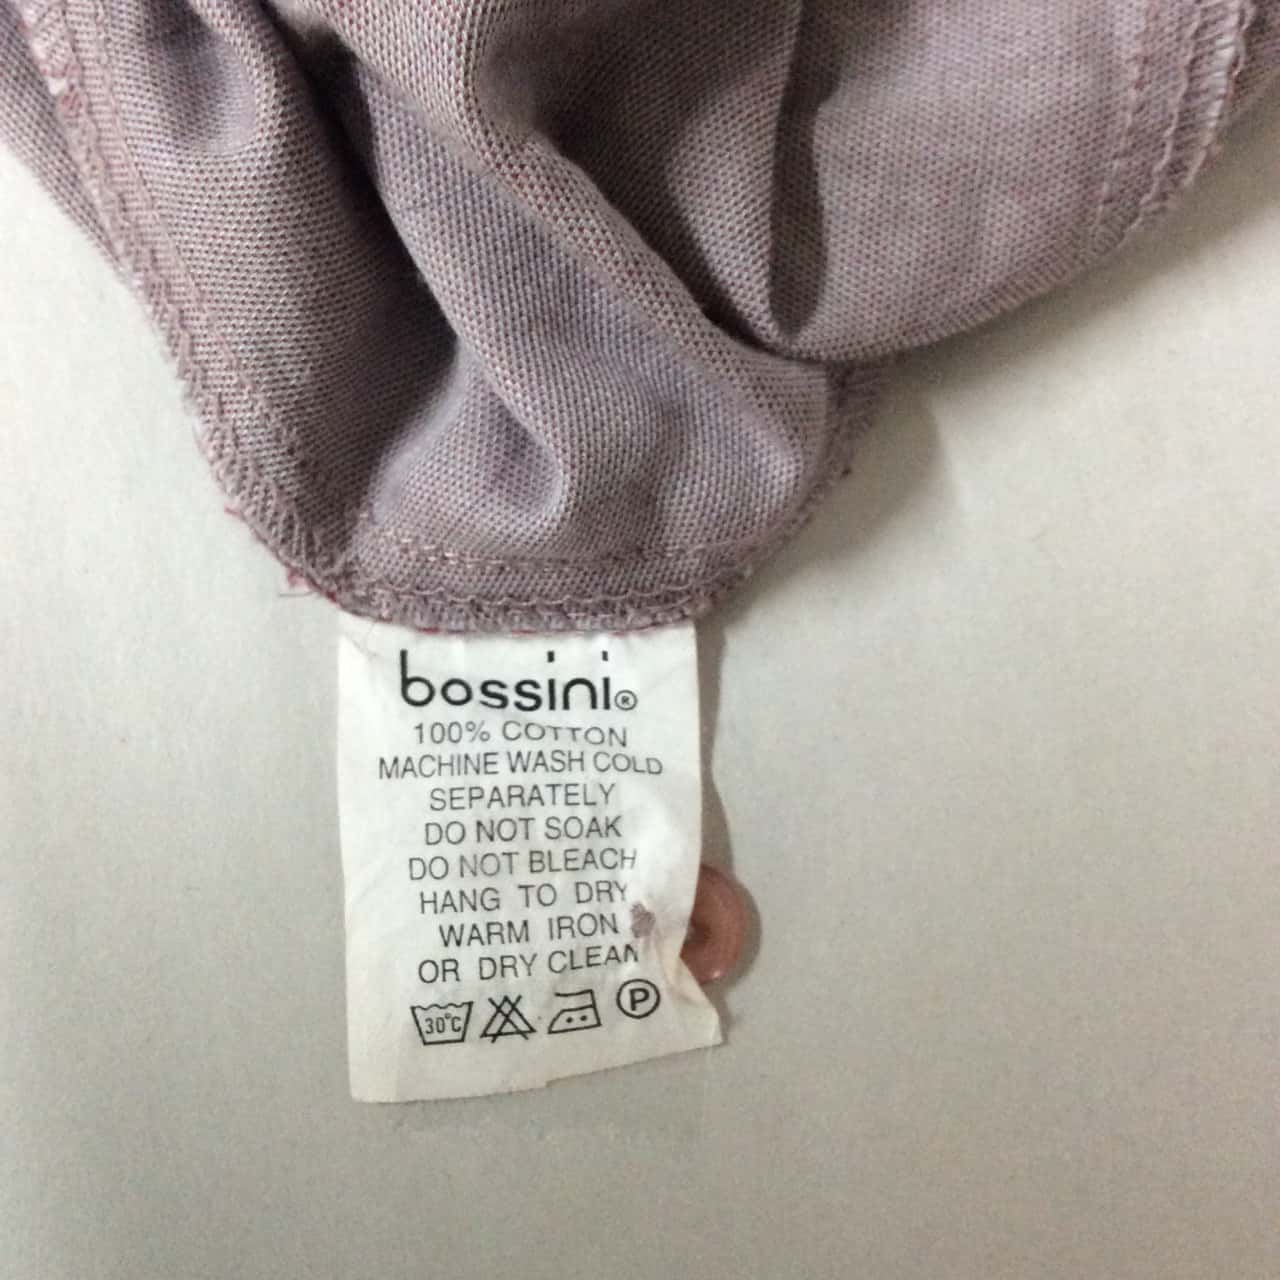 bossini®
100% COTTON
MACHINE WASH COLD
SEPARATELY
DO NOT SOAK
DO NOT BLEACH
HANG TO DRY
WARM IRON
OR DRY CLEAN
30°C P